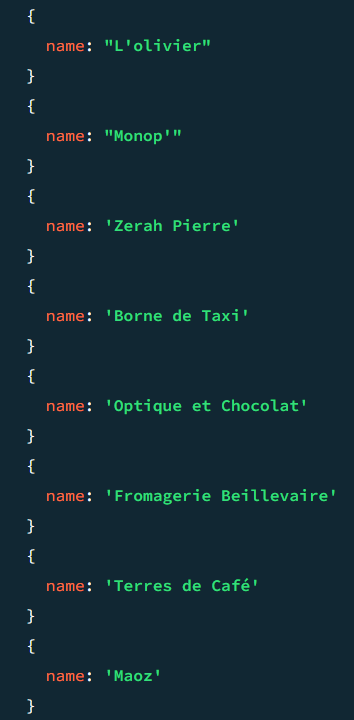 {
name: "L'olivier"
}
{
name: "Monop'"
}
{
name: 'Zerah Pierre'
}
{
name: 'Borne de Taxi'
}
{
name: 'Optique et Chocolat'
}
{
name: 'Fromagerie Beillevaire'
}
{
name: 'Terres de Café'
}
{
name: 'Maoz'
}